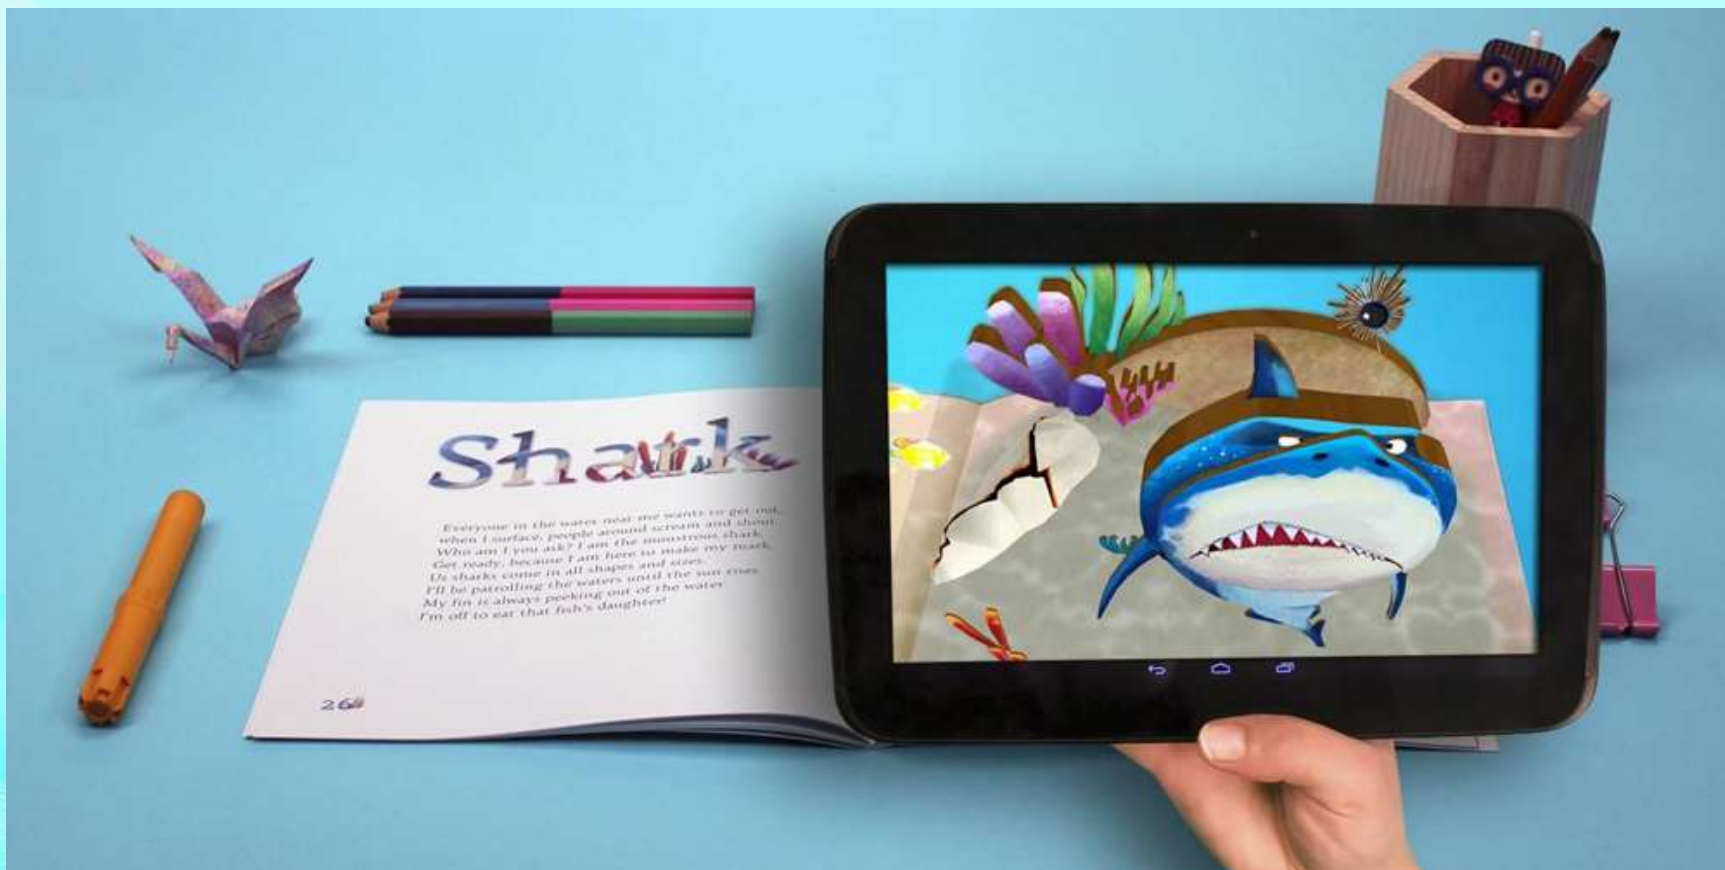 Shark
Everyone in the water near me wants to get out,
when I surface, people around scream and shout.
Who am I you ask? I am the monstrous shark.
Get ready, because I am here to make my mark.
Us sharks come in all shapes and sizes.
I'll be patrolling the waters until the sun rises.
My fin is always peeking out of the water
I'm off to eat that fish's daughter!
26